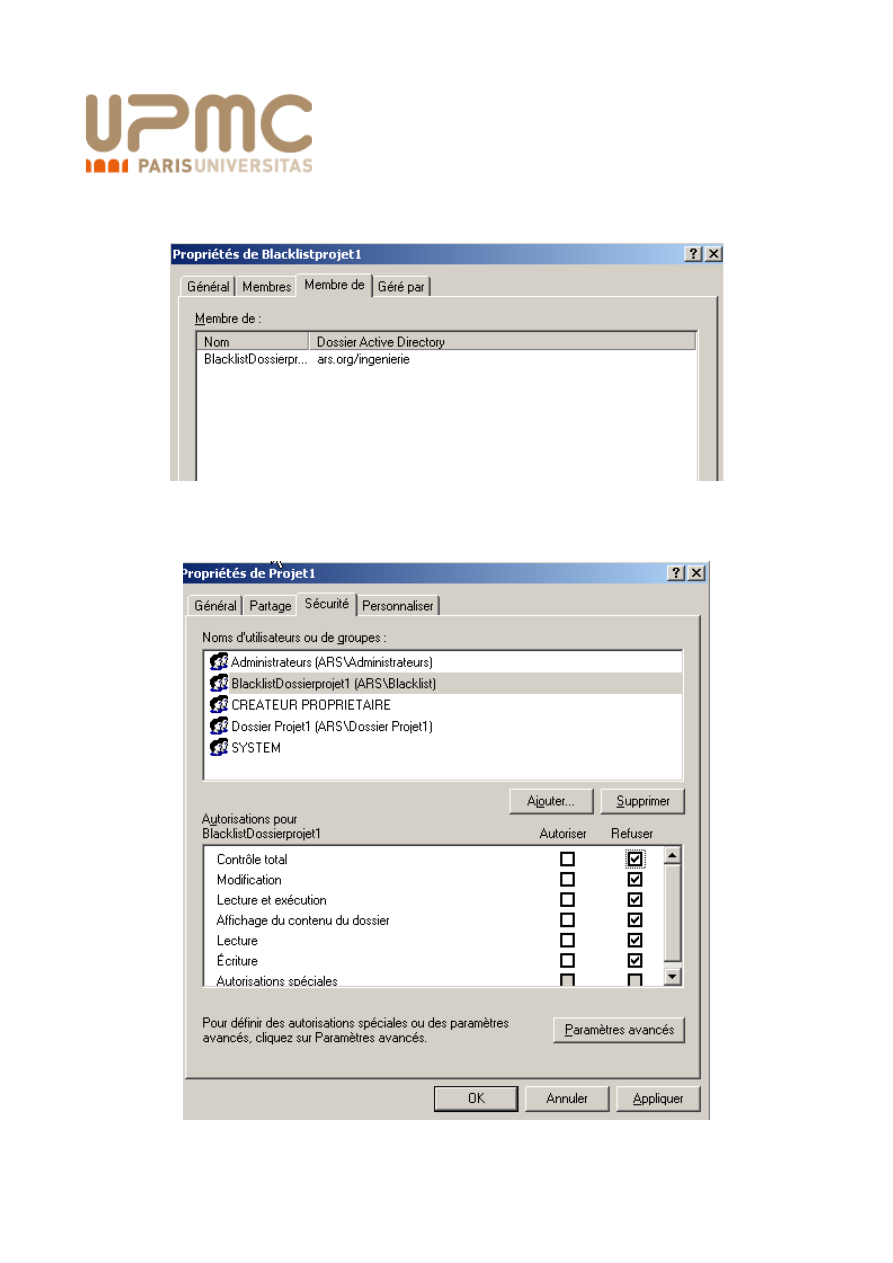 UPMC
PARISUNIVERSITAS
Propriétés de Blacklistprojet1
Général Membres Membre de Géré par
Membre de :
Nom Dossier Active Directory
BlacklistDossierpr... ars.org/ingenierie
Propriétés de Projet1
Général Partage Sécurité Personnaliser
Noms d'utilisateurs ou de groupes :
Administrateurs (ARS\Administrateurs)
BlacklistDossierprojet1 (ARS\Blacklist)
CREATEUR PROPRIETAIRE
Dossier Projet1 (ARS\Dossier Projet1)
SYSTEM
Ajouter... Supprimer
Autorisations pour
BlacklistDossierprojet1 Autoriser Refuser
Contrôle total
Modification
Lecture et exécution
Affichage du contenu du dossier
Lecture
Écriture
Autorisations spéciales
Pour définir des autorisations spéciales ou des paramètres
avancés, cliquez sur Paramètres avancés.
Paramètres avancés
OK Annuler Appliquer